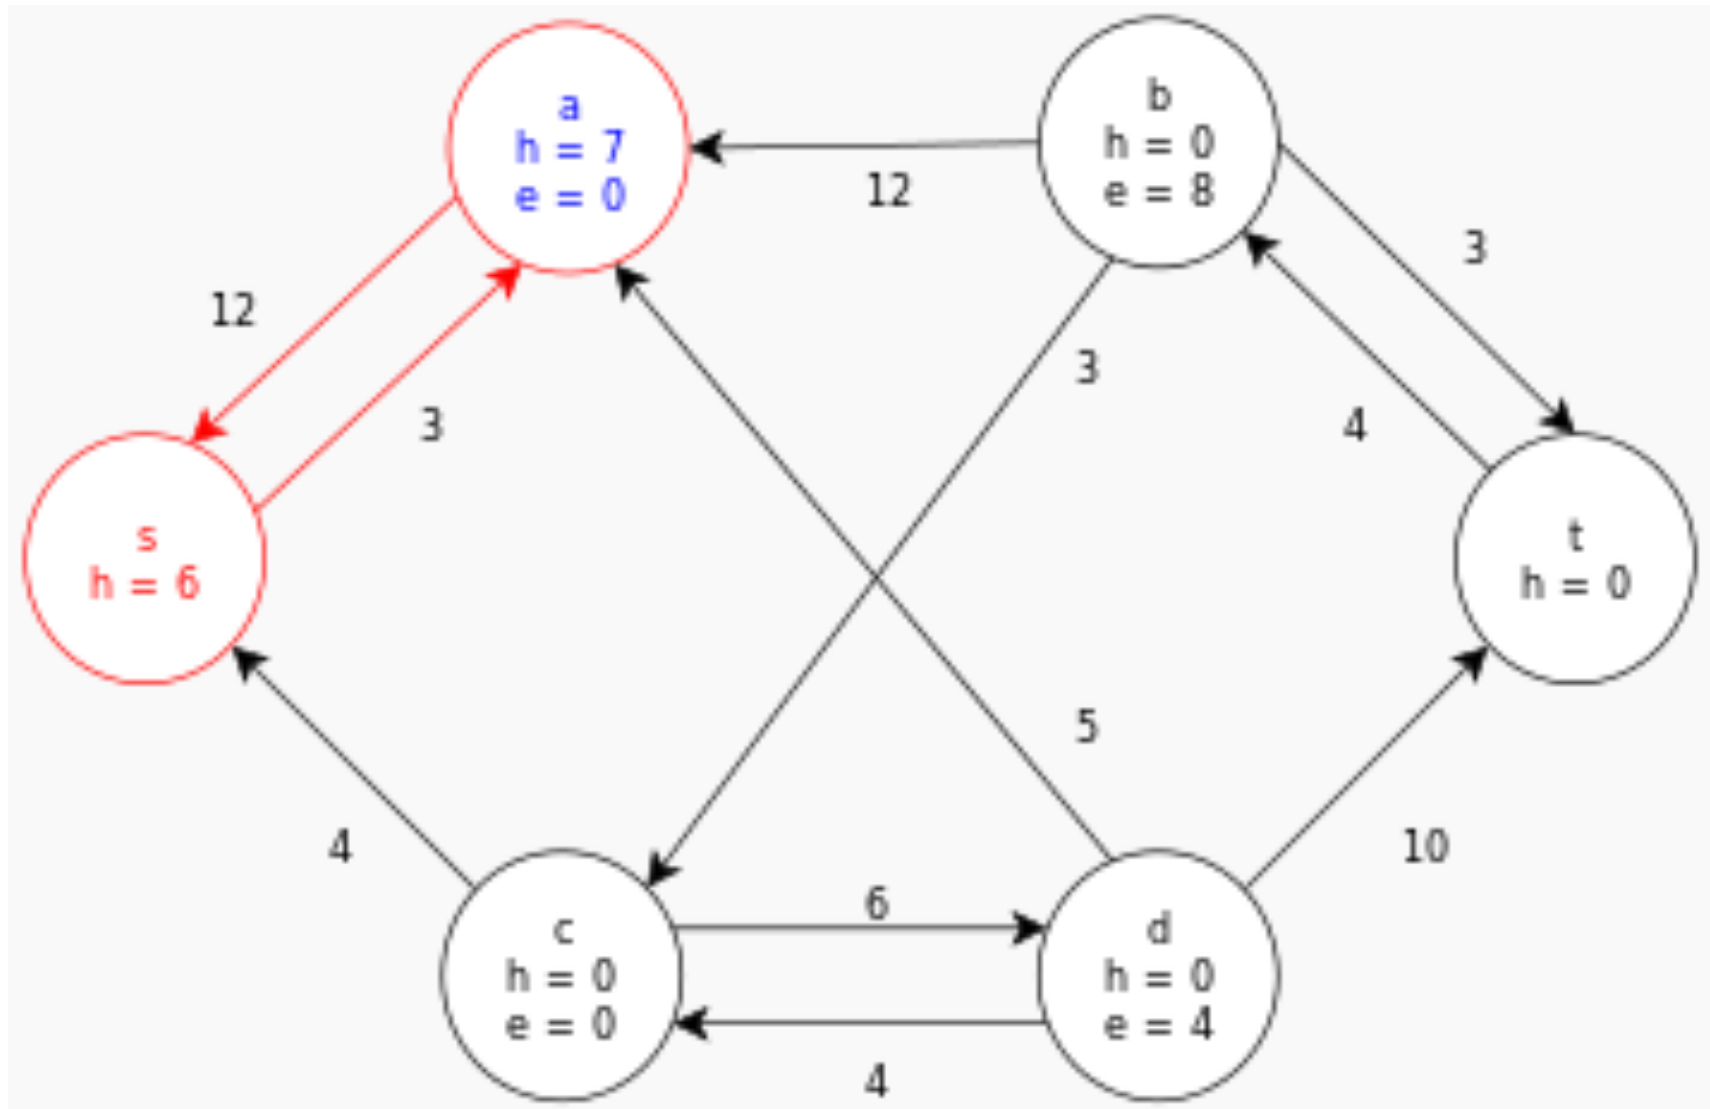 a
h = 7
e = 0
b
h = 0
e = 8
12
3
12
3
4
3
s
h = 6
t
h = 0
5
4
10
6
c
h = 0
e = 0
d
h = 0
e = 4
4